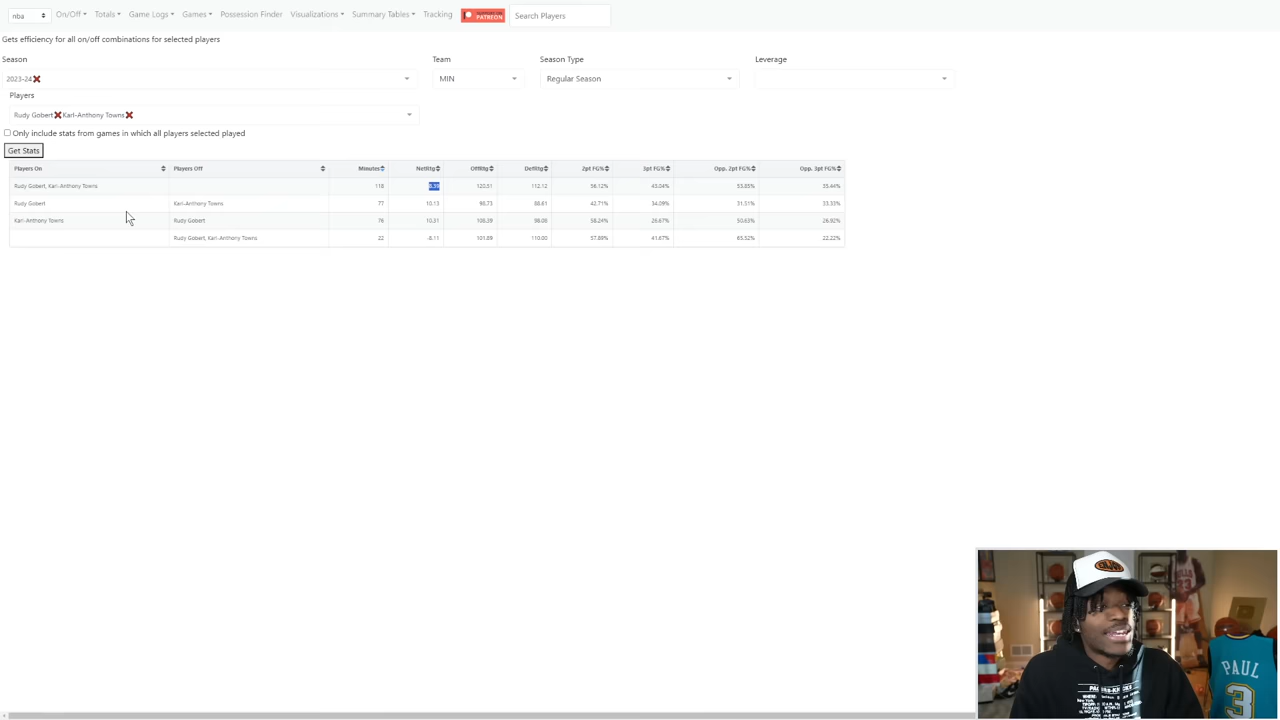 nba On/Off Totals Game Logs Games Possession Finder Visualizations Summary Tables Tracking SUPPORT ON PATREON Search Players
Gets efficiency for all on/off combinations for selected players
Season Team Season Type Leverage
2023-24 MIN Regular Season
Players
Rudy Gobert Karl-Anthony Towns
Only include stats from games in which all players selected played
Get Stats
Players On Players Off Minutes NetRtg OffRtg DefRtg 2pt FG% 3pt FG% Opp. 2pt FG% Opp. 3pt FG%
Rudy Gobert, Karl-Anthony Towns 118 120.51 112.12 56.12% 43.04% 53.85% 35.44%
Rudy Gobert Karl-Anthony Towns 77 10.13 98.73 88.61 42.71% 34.09% 31.51% 33.33%
Karl-Anthony Towns Rudy Gobert 76 10.31 108.39 98.08 58.24% 26.67% 50.63% 26.92%
Rudy Gobert, Karl-Anthony Towns 22 -8.11 101.89 110.00 57.89% 41.67% 65.52% 22.22%
BULLS
PAUL
3